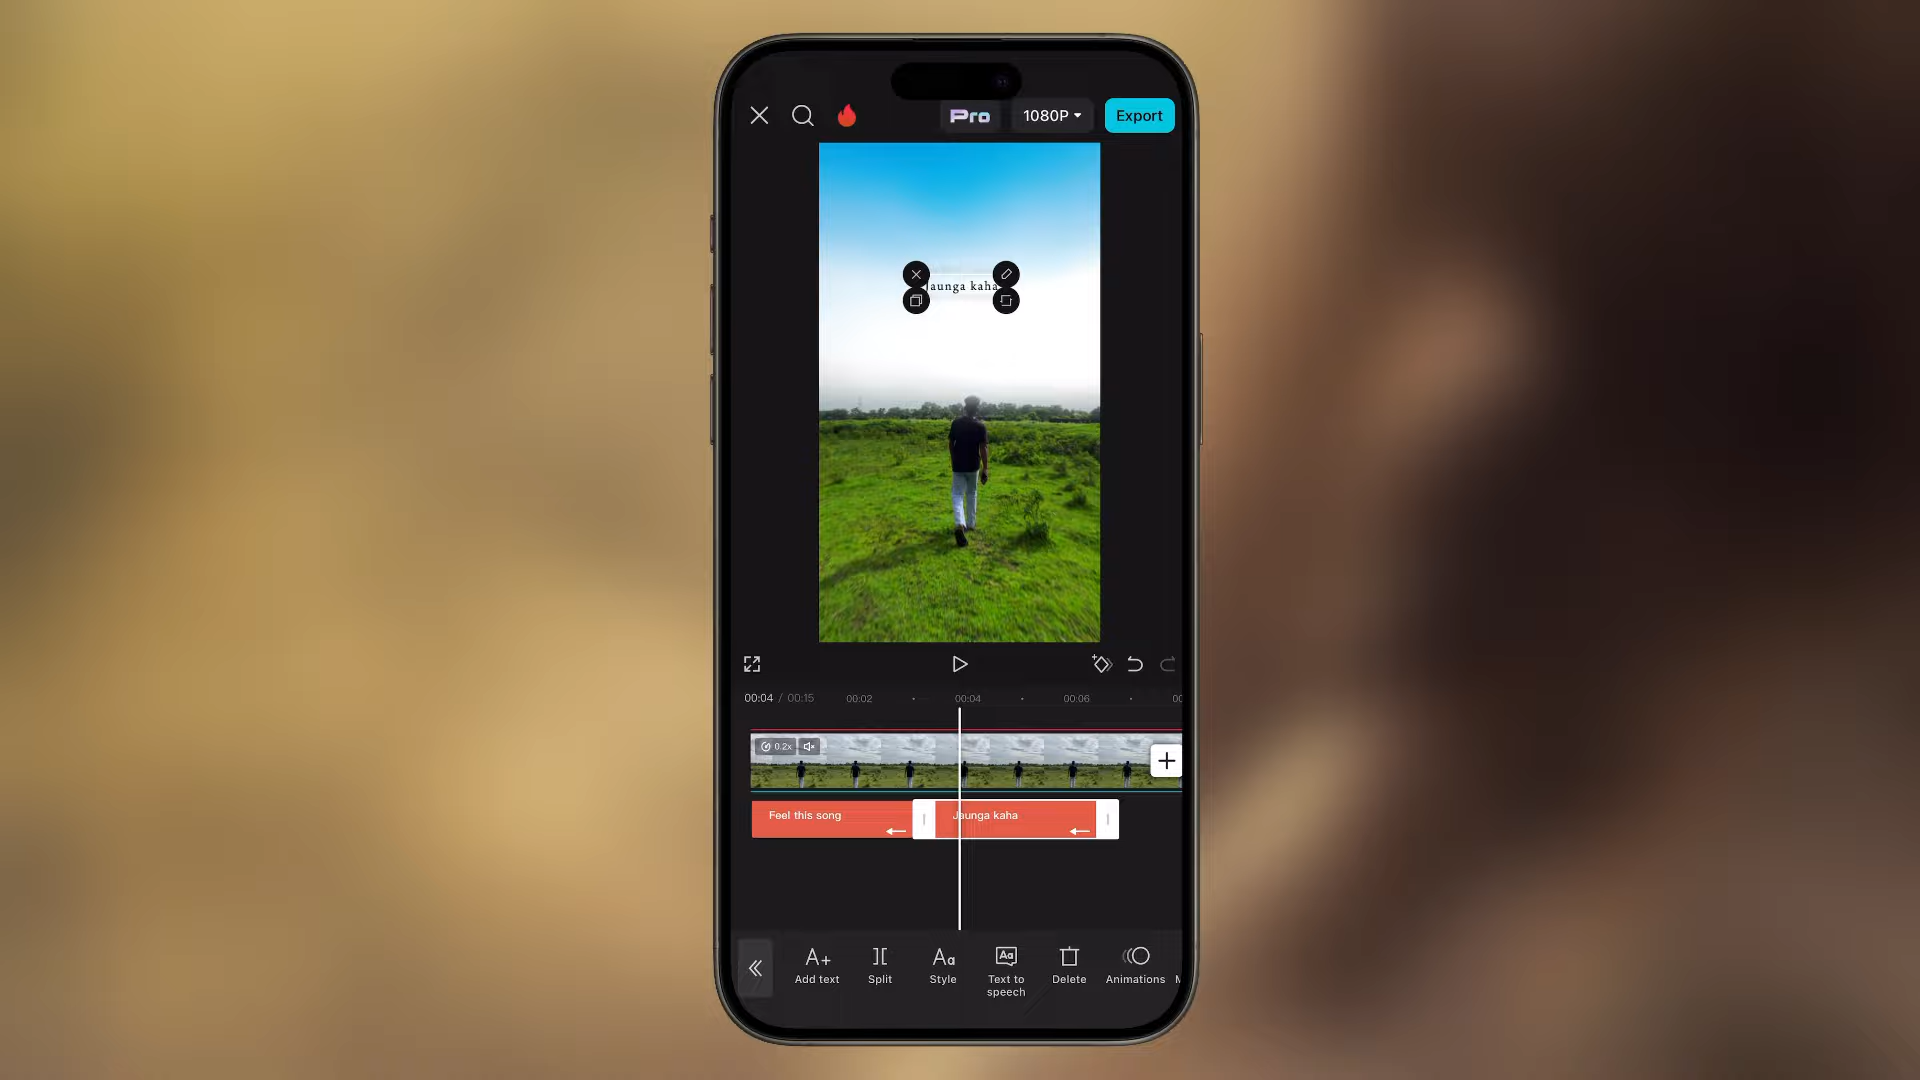 Pro 1080P Export
Jaunga kaha
00:04 / 00:15 00:02 00:04 00:06
0.2x
Feel this song Jaunga kaha
Add text Split Style Text to speech Delete Animations